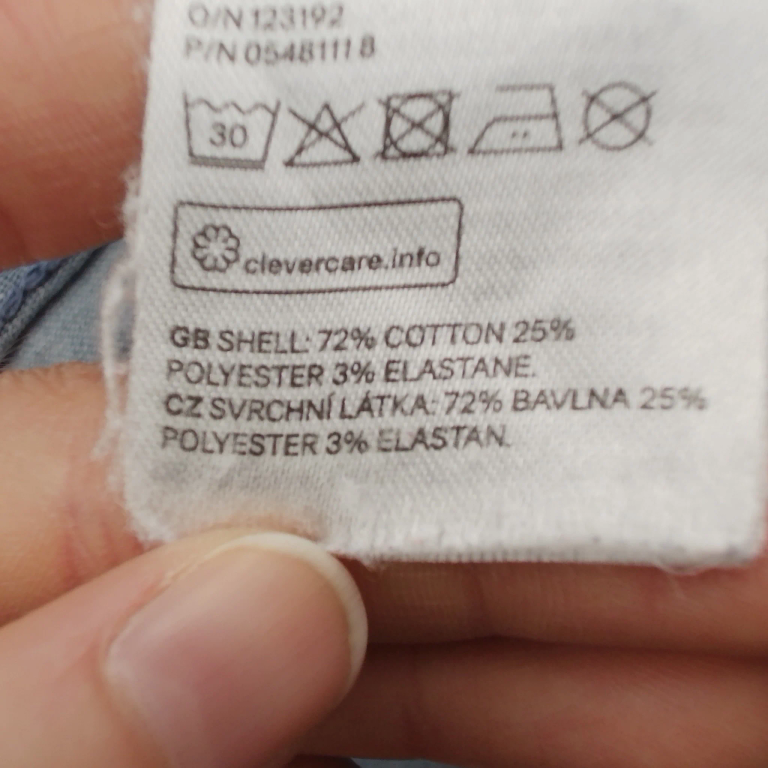 O/N 123192
P/N 05481118
30
clevercare.info
GB SHELL: 72% COTTON 25%
POLYESTER 3% ELASTANE.
CZ SVRCHNÍ LÁTKA: 72% BAVLNA 25%
POLYESTER 3% ELASTAN.